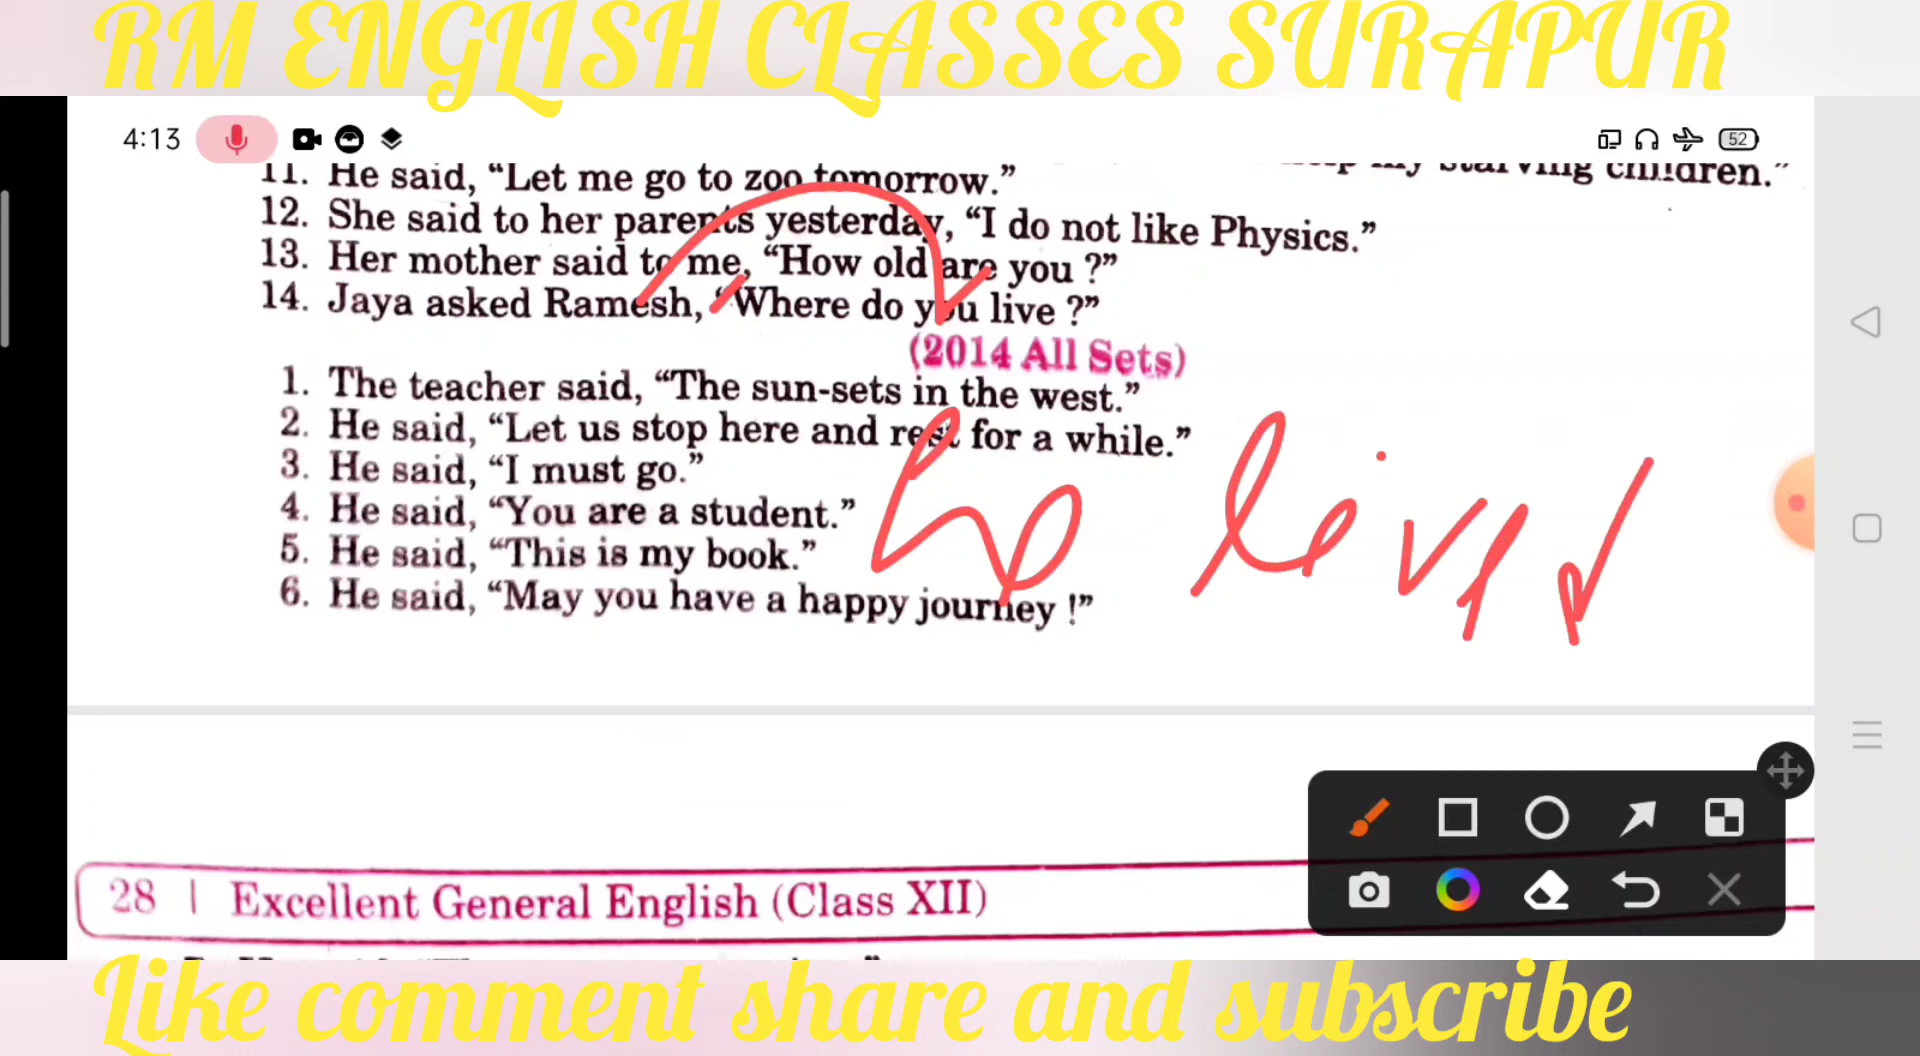 RM ENGLISH CLASSES SURAPUR
4:13
52
children."
11. He said, “Let me go to zoo tomorrow.”
12. She said to her parents yesterday, “I do not like Physics.”
13. Her mother said to me, “How old are you ?”
14. Jaya asked Ramesh, “Where do you live ?”
(2014 All Sets)
1. The teacher said, “The sun-sets in the west.”
2. He said, “Let us stop here and rest for a while.”
3. He said, “I must go.”
4. He said, “You are a student.”
5. He said, “This is my book.”
6. He said, “May you have a happy journey !”
he lived
28 | Excellent General English (Class XII)
Like comment share and subscribe